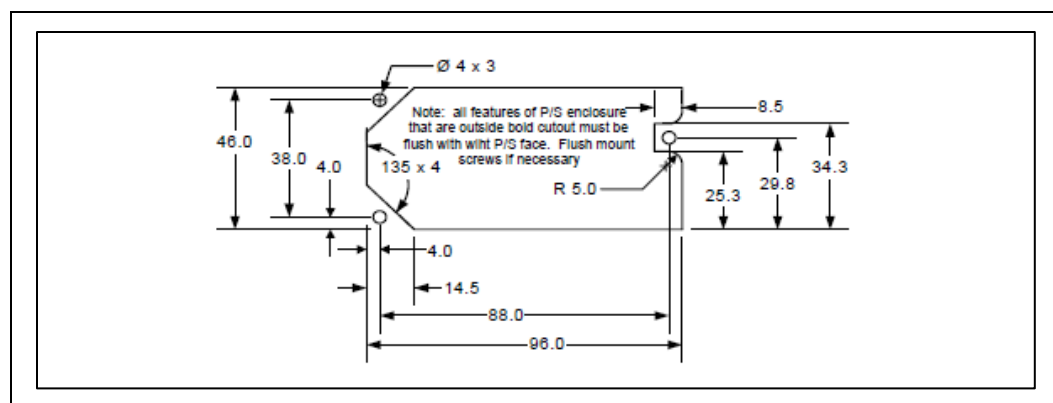 Ø 4 x 3
Note: all features of P/S enclosure
that are outside bold cutout must be
flush with wiht P/S face. Flush mount
screws if necessary
8.5
46.0
38.0
4.0
135 x 4
R 5.0
25.3
29.8
34.3
4.0
14.5
88.0
96.0